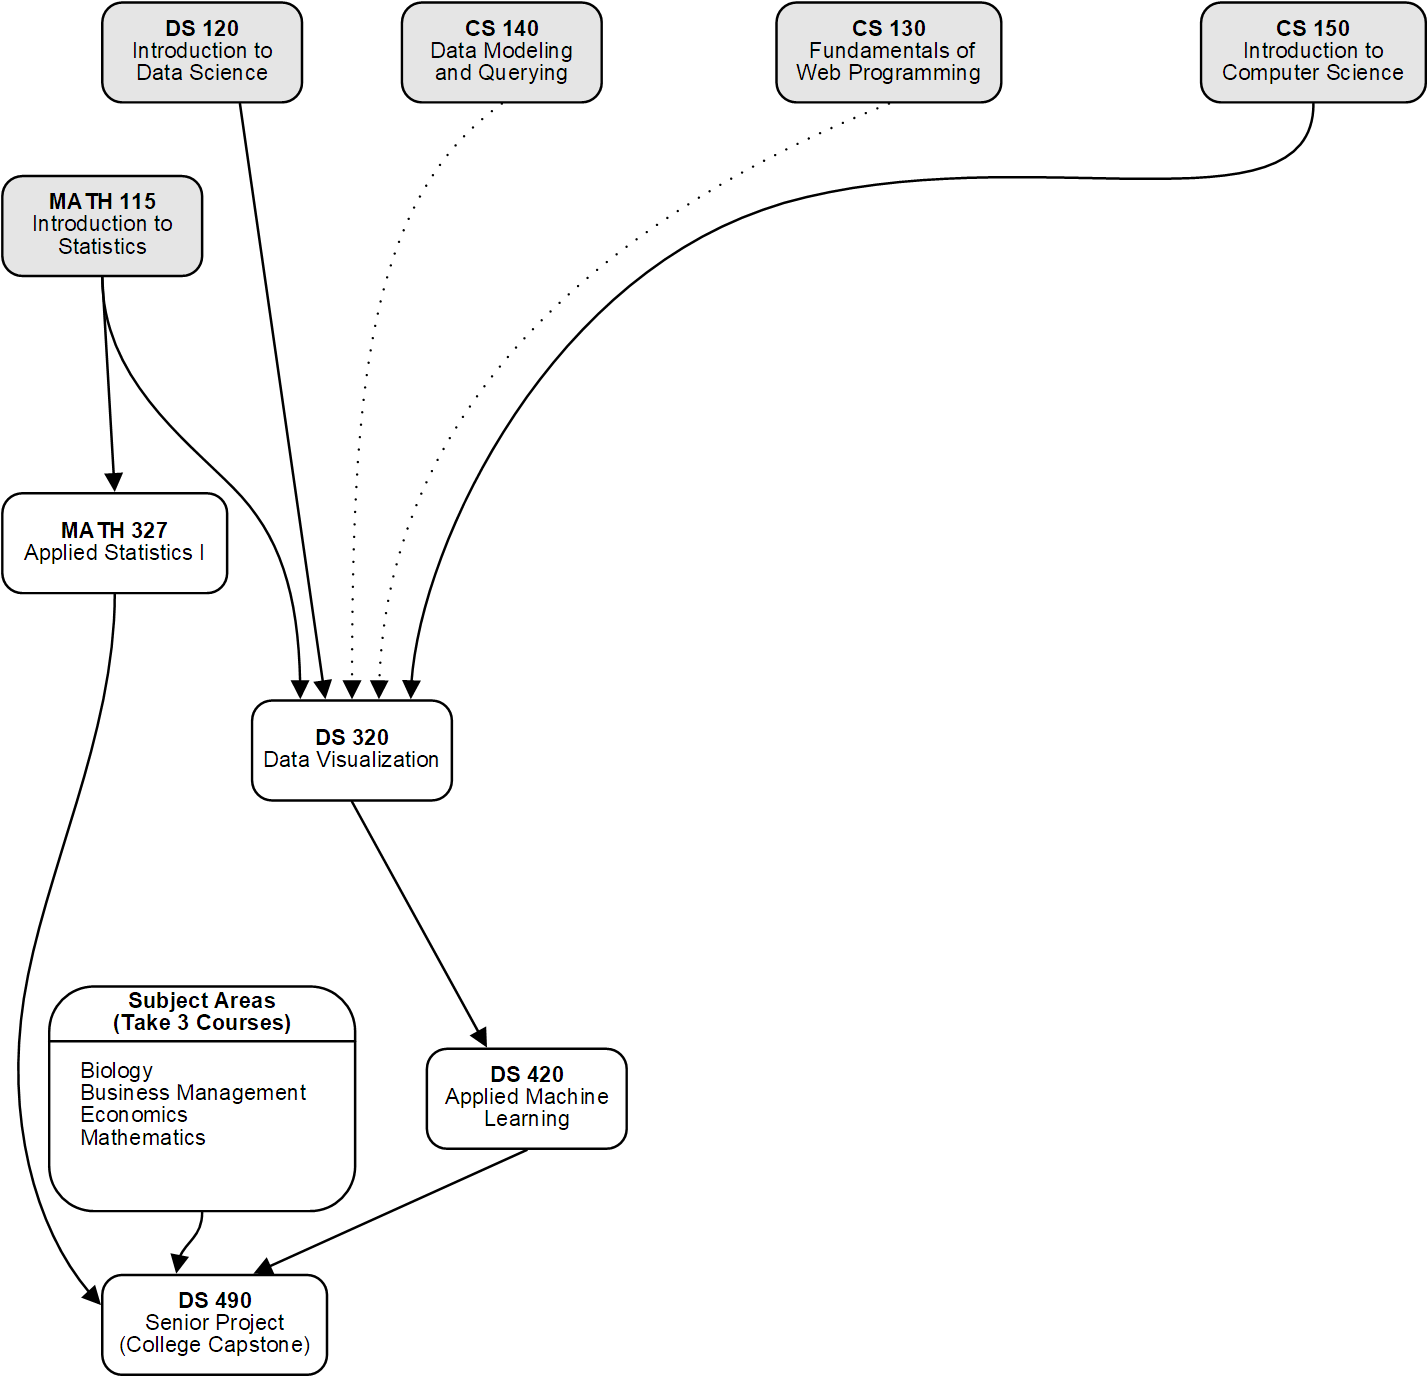 DS 120
Introduction to
Data Science
CS 140
Data Modeling
and Querying
CS 130
Fundamentals of
Web Programming
CS 150
Introduction to
Computer Science
MATH 115
Introduction to
Statistics
MATH 327
Applied Statistics I
DS 320
Data Visualization
Subject Areas
(Take 3 Courses)
Biology
Business Management
Economics
Mathematics
DS 420
Applied Machine
Learning
DS 490
Senior Project
(College Capstone)